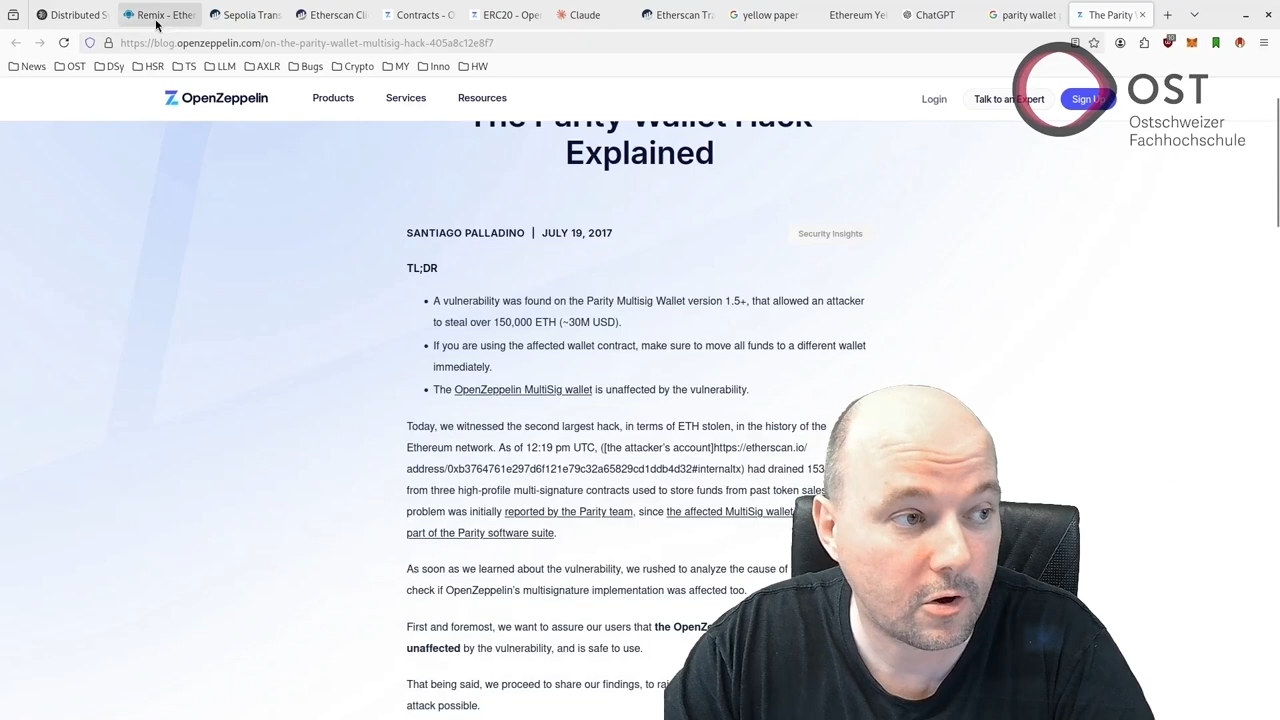 Distributed S
Remix - Ether
Sepolia Trans
Etherscan Cli
Contracts - O
ERC20 - Open
Claude
Etherscan Tra
yellow paper
Ethereum Yel
ChatGPT
parity wallet
The Parity
https://blog.openzeppelin.com/on-the-parity-wallet-multisig-hack-405a8c12e8f7
News OST DSy HSR TS LLM AXLR Bugs Crypto MY Inno HW
OpenZeppelin Products Services Resources Login Talk to an Expert Sign Up
OST
Ostschweizer
Fachhochschule
The Parity Wallet Hack
Explained
SANTIAGO PALLADINO | JULY 19, 2017 Security Insights
TL;DR
• A vulnerability was found on the Parity Multisig Wallet version 1.5+, that allowed an attacker
to steal over 150,000 ETH (~30M USD).
• If you are using the affected wallet contract, make sure to move all funds to a different wallet
immediately.
• The OpenZeppelin MultiSig wallet is unaffected by the vulnerability.
Today, we witnessed the second largest hack, in terms of ETH stolen, in the history of the
Ethereum network. As of 12:19 pm UTC, ([the attacker's account]https://etherscan.io/
address/0xb3764761e297d6f121e79c32a65829cd1ddb4d32#internaltx) had drained 153
from three high-profile multi-signature contracts used to store funds from past token sales
problem was initially reported by the Parity team, since the affected MultiSig wallet
part of the Parity software suite.
As soon as we learned about the vulnerability, we rushed to analyze the cause of
check if OpenZeppelin's multisignature implementation was affected too.
First and foremost, we want to assure our users that the OpenZe
unaffected by the vulnerability, and is safe to use.
That being said, we proceed to share our findings, to rai
attack possible.